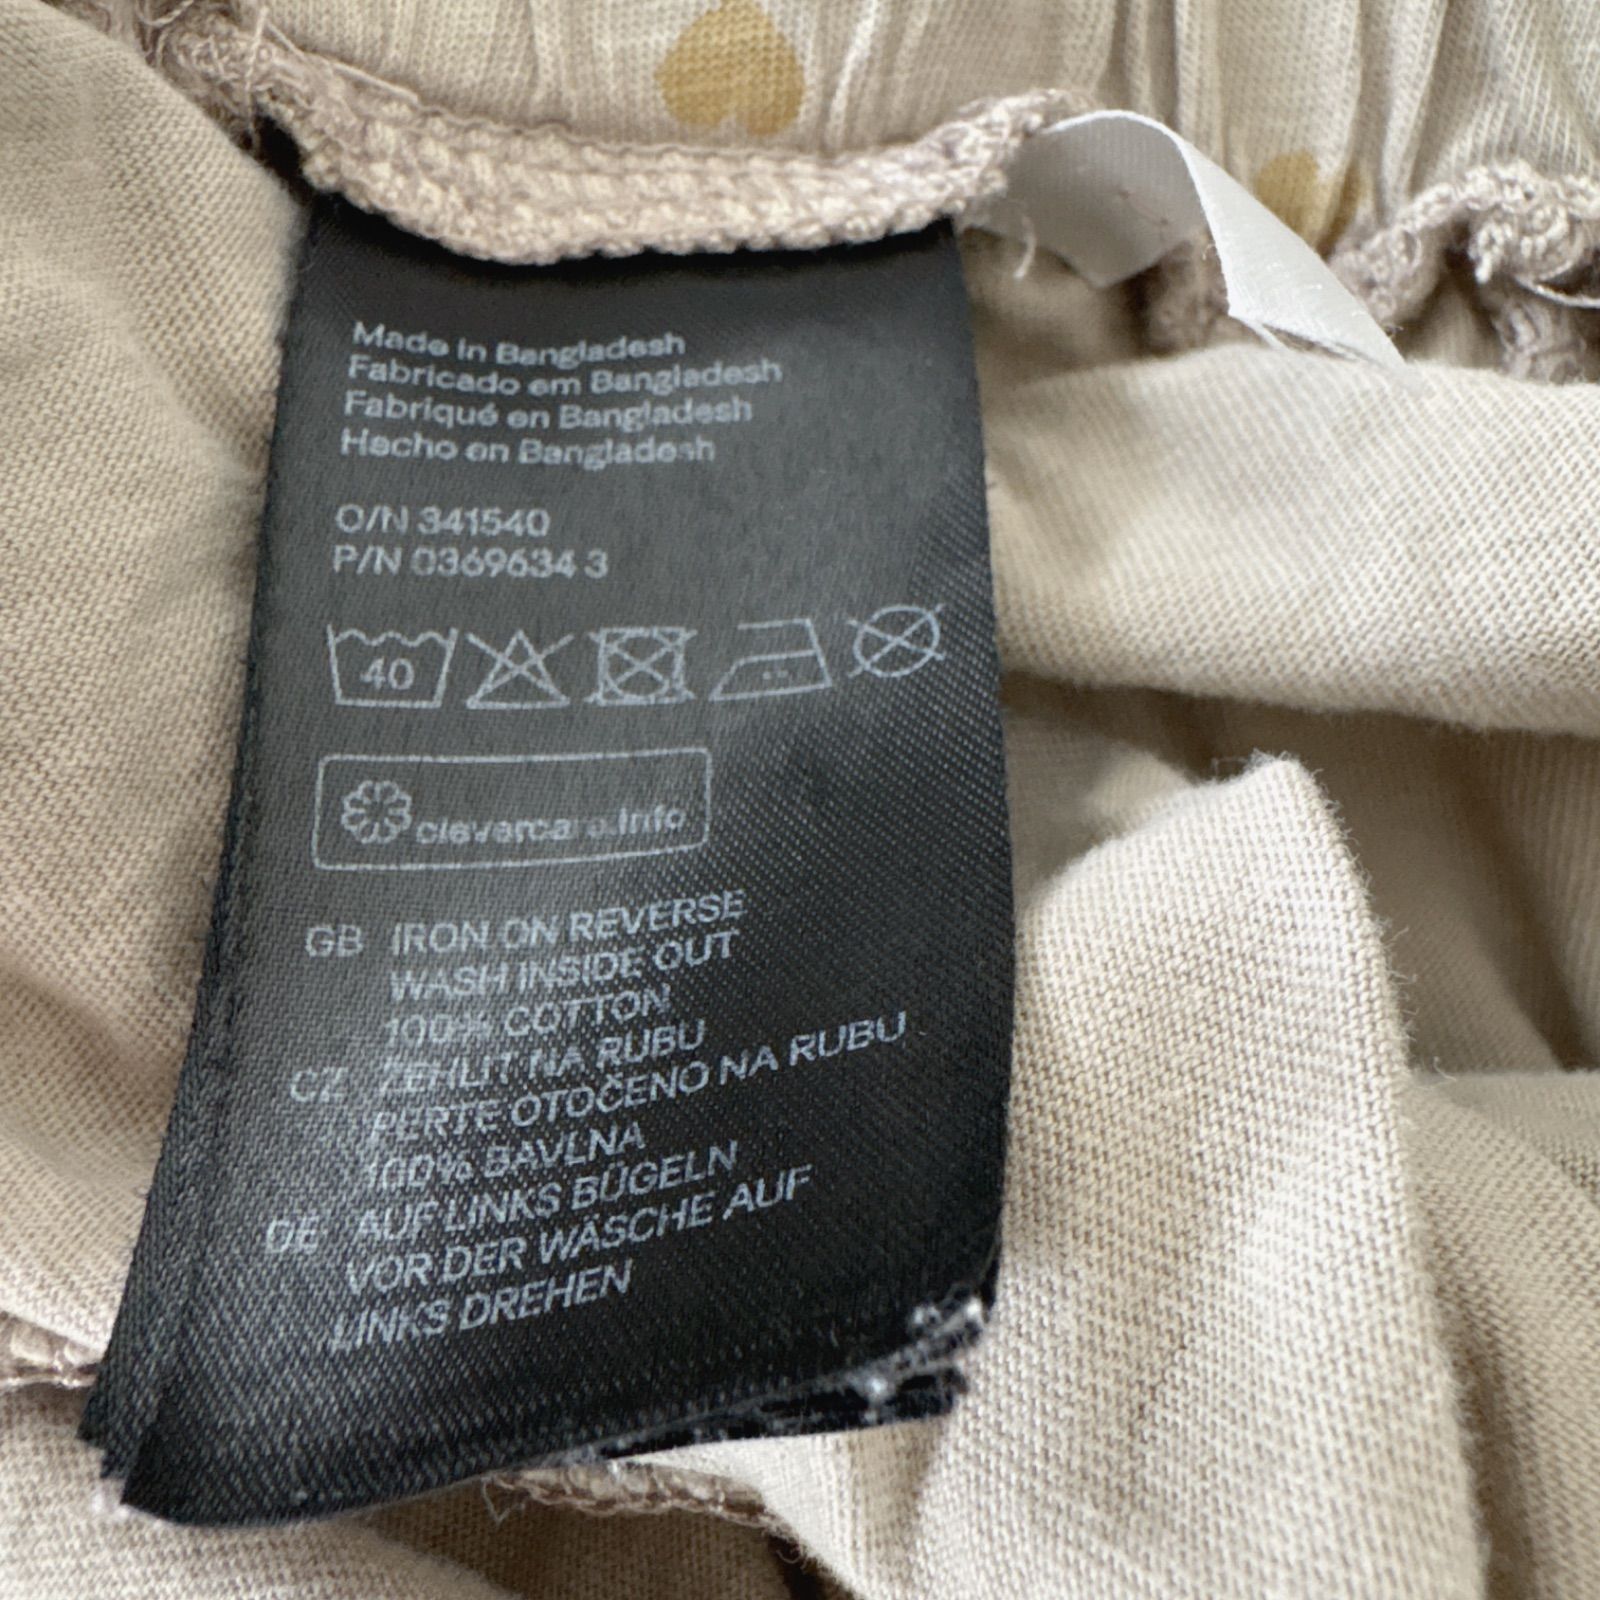 Made in Bangladesh
Fabricado em Bangladesh
Fabriqué en Bangladesh
Hecho en Bangladesh
O/N 341540
P/N 0369634 3
40
clevercare.info
GB IRON ON REVERSE
WASH INSIDE OUT
100% COTTON
CZ ŽEHLIT NA RUBU
PERTE OTOČENO NA RUBU
100% BAVLNA
DE AUF LINKS BÜGELN
VOR DER WÄSCHE AUF
LINKS DREHEN